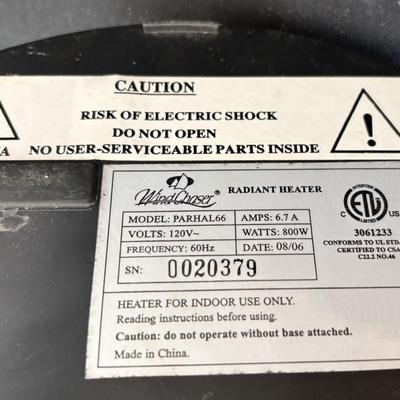 CAUTION
RISK OF ELECTRIC SHOCK
DO NOT OPEN
NO USER-SERVICEABLE PARTS INSIDE
WindChaser®
RADIANT HEATER
MODEL: PARHAL66
AMPS: 6.7 A
VOLTS: 120V~
WATTS: 800W
FREQUENCY: 60Hz
DATE: 08/06
SN: 0020379
C ETL US
LISTED
3061233
CONFORMS TO UL STD.
CERTIFIED TO CSA
C22.2 NO.46
HEATER FOR INDOOR USE ONLY.
Reading instructions before using.
Caution: do not operate without base attached.
Made in China.